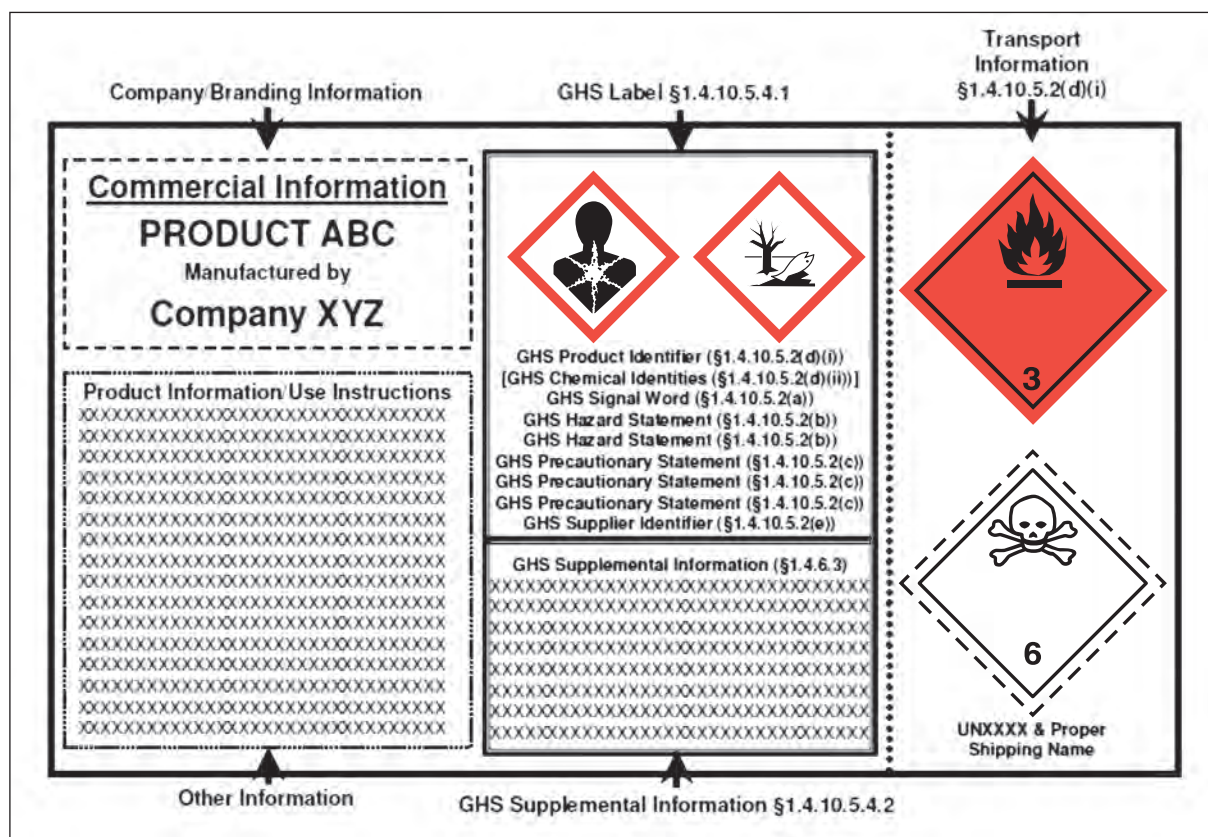 Transport
Information
§1.4.10.5.2(d)(i)
Company/Branding Information
GHS Label §1.4.10.5.4.1
Commercial Information
PRODUCT ABC
Manufactured by
Company XYZ
Product Information/Use Instructions
GHS Product Identifier (§1.4.10.5.2(d)(i))
[GHS Chemical Identities (§1.4.10.5.2(d)(ii))]
GHS Signal Word (§1.4.10.5.2(a))
GHS Hazard Statement (§1.4.10.5.2(b))
GHS Hazard Statement (§1.4.10.5.2(b))
GHS Precautionary Statement (§1.4.10.5.2(c))
GHS Precautionary Statement (§1.4.10.5.2(c))
GHS Precautionary Statement (§1.4.10.5.2(c))
GHS Supplier Identifier (§1.4.10.5.2(e))
GHS Supplemental Information (§1.4.6.3)
3
6
UNXXXX & Proper
Shipping Name
Other Information
GHS Supplemental Information §1.4.10.5.4.2